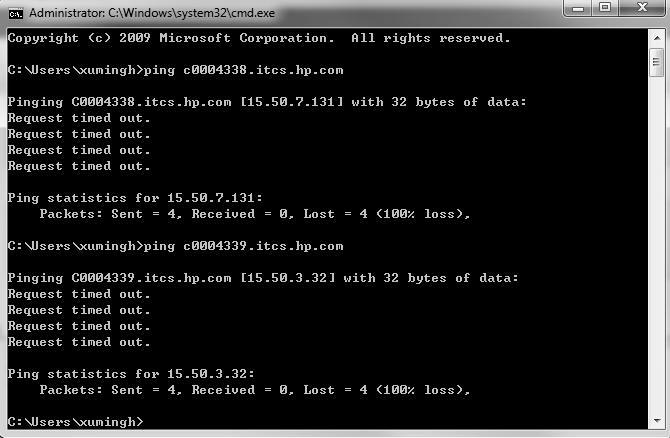 Administrator: C:\Windows\system32\cmd.exe
Copyright (c) 2009 Microsoft Corporation.  All rights reserved.
C:\Users\xumingh>ping c0004338.itcs.hp.com
Pinging C0004338.itcs.hp.com [15.50.7.131] with 32 bytes of data:
Request timed out.
Request timed out.
Request timed out.
Request timed out.
Ping statistics for 15.50.7.131:
    Packets: Sent = 4, Received = 0, Lost = 4 (100% loss),
C:\Users\xumingh>ping c0004339.itcs.hp.com
Pinging C0004339.itcs.hp.com [15.50.3.32] with 32 bytes of data:
Request timed out.
Request timed out.
Request timed out.
Request timed out.
Ping statistics for 15.50.3.32:
    Packets: Sent = 4, Received = 0, Lost = 4 (100% loss),
C:\Users\xumingh>